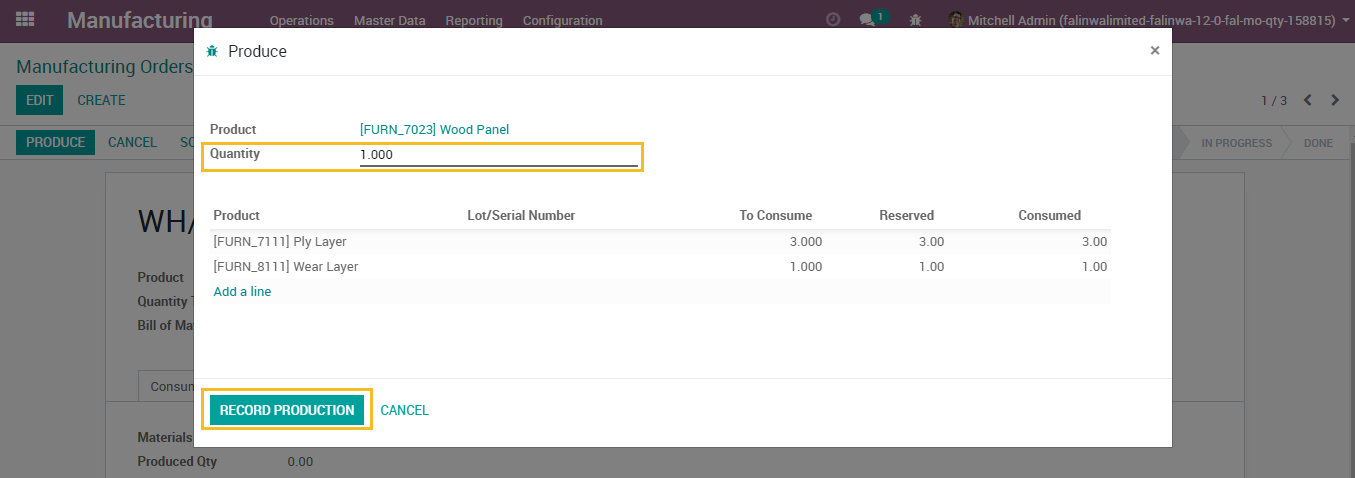 Manufacturing Operations Master Data Reporting Configuration 1 Mitchell Admin (falinwalimited-falinwa-12-0-fal-mo-qty-158815)
Produce ×
Manufacturing Orders
EDIT CREATE 1 / 3
PRODUCE CANCEL SC IN PROGRESS DONE
Product [FURN_7023] Wood Panel
Quantity 1.000
WH/
Product Lot/Serial Number To Consume Reserved Consumed
[FURN_7111] Ply Layer 3.000 3.00 3.00
[FURN_8111] Wear Layer 1.000 1.00 1.00
Add a line
Product
Quantity T
Bill of Ma
Consum
RECORD PRODUCTION CANCEL
Materials
Produced Qty 0.00